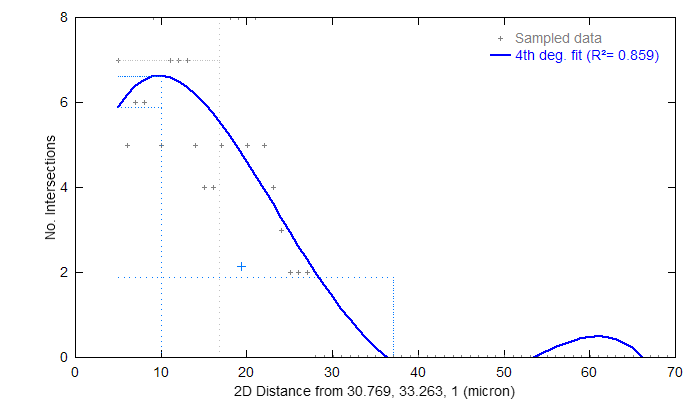 8
Sampled data
4th deg. fit (R²= 0.859)
6
No. Intersections
4
2
0
0 10 20 30 40 50 60 70
2D Distance from 30.769, 33.263, 1 (micron)